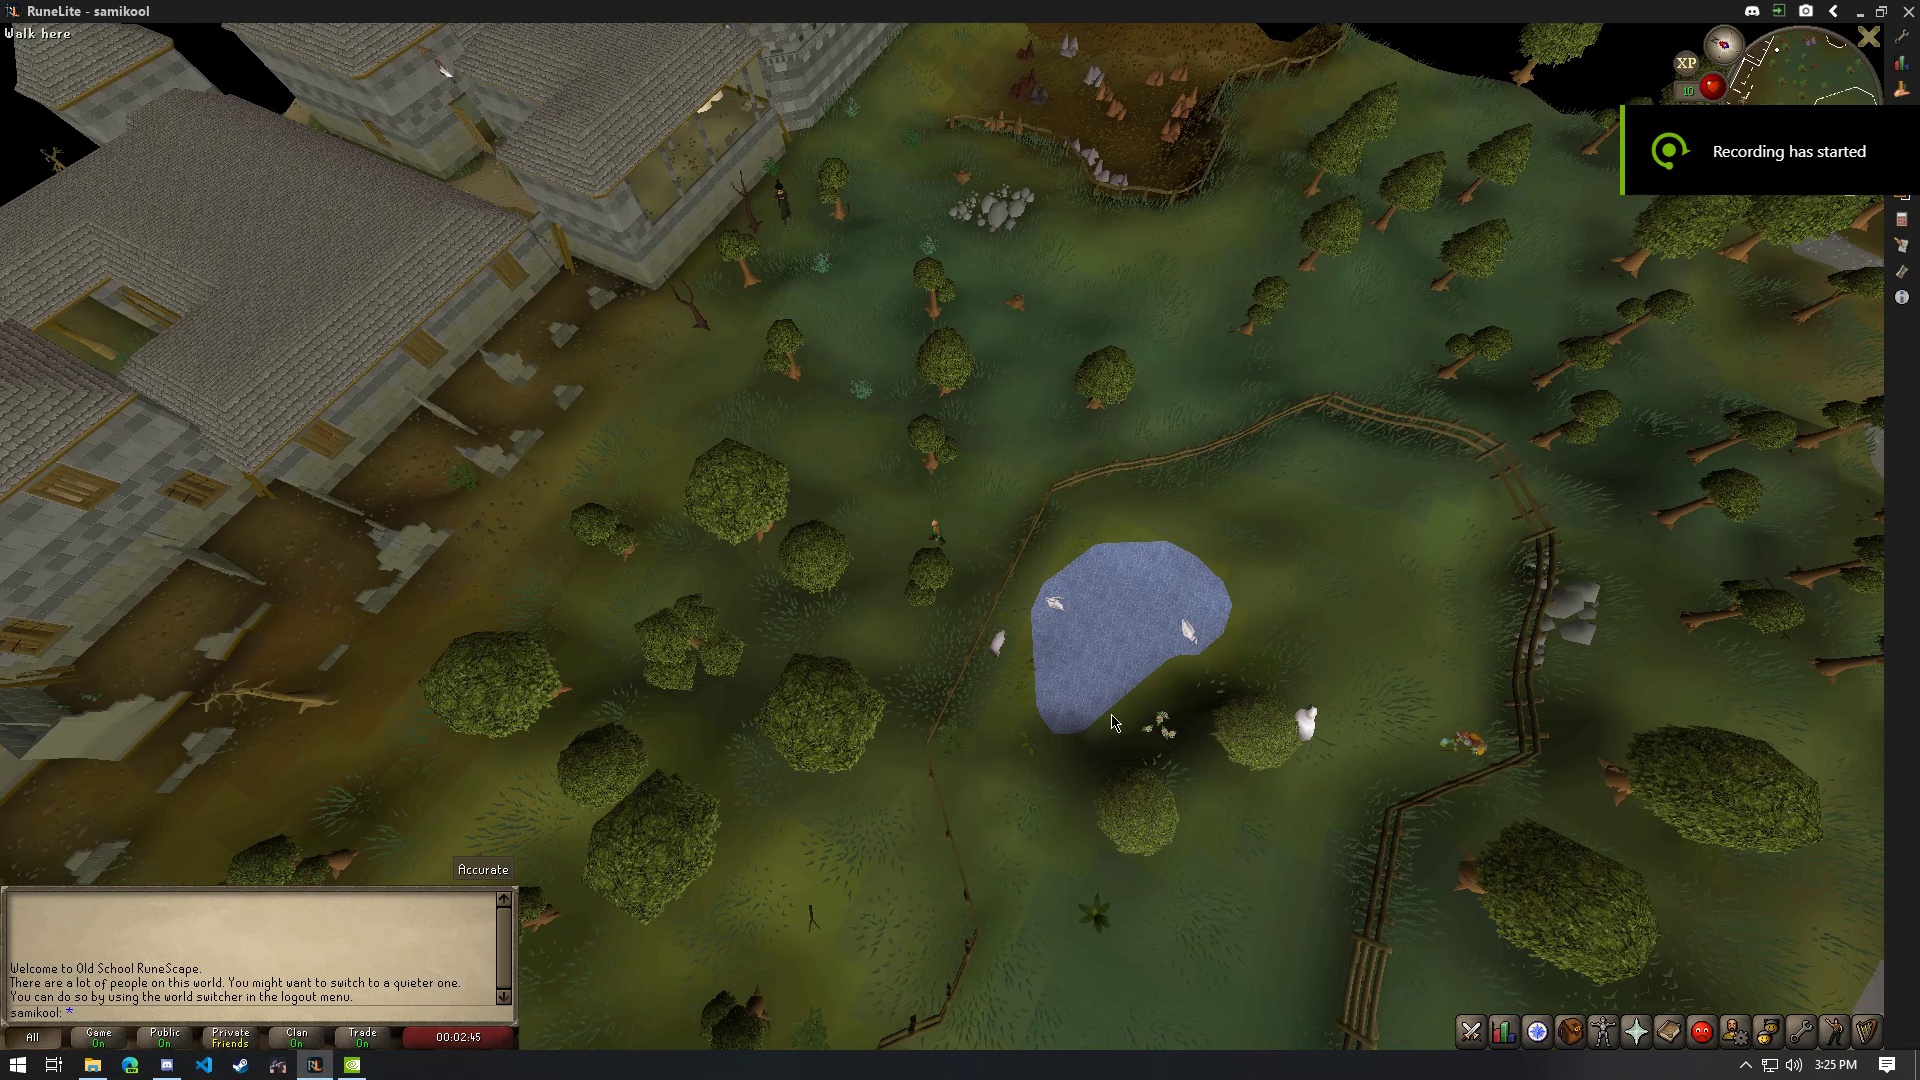 RuneLite - samikool
Walk here
XP
10
Recording has started
Accurate
Welcome to Old School RuneScape.
There are a lot of people on this world. You might want to switch to a quieter one.
You can do so by using the world switcher in the logout menu.
samikool: *
All
Game
On
Public
On
Private
Friends
Clan
On
Trade
On
00:02:45
3:25 PM